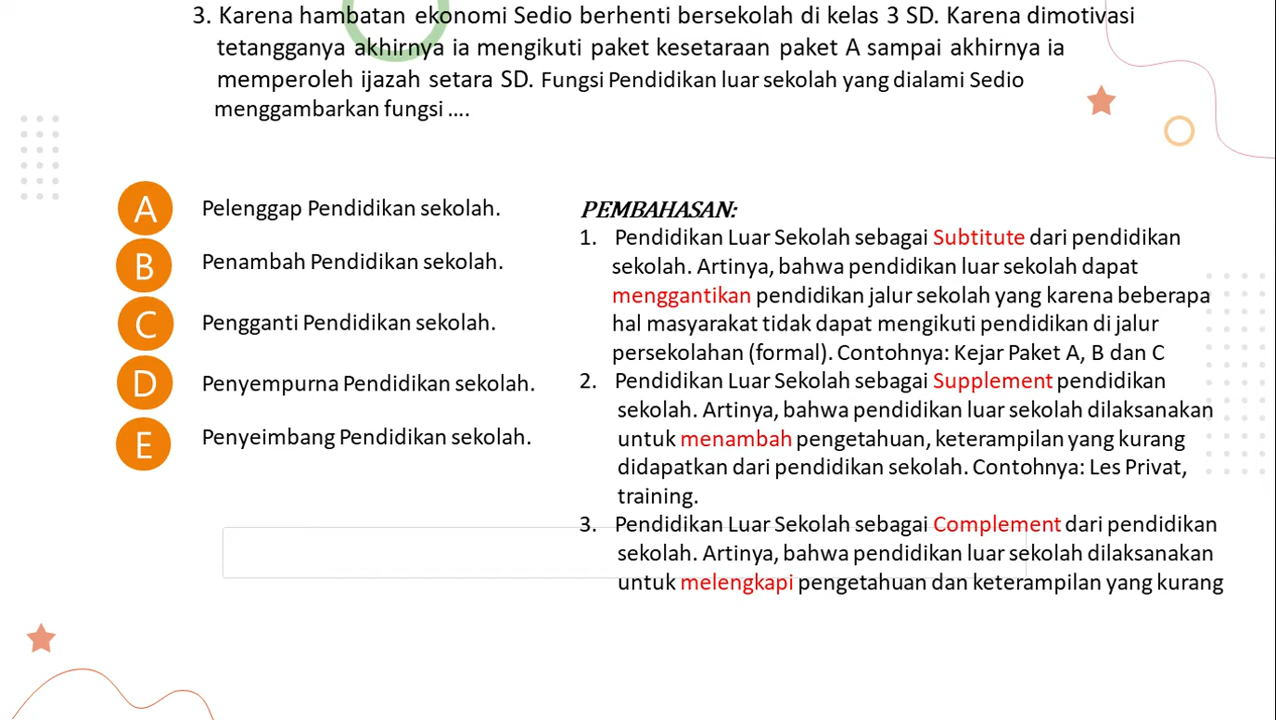 3. Karena hambatan ekonomi Sedio berhenti bersekolah di kelas 3 SD. Karena dimotivasi
tetangganya akhirnya ia mengikuti paket kesetaraan paket A sampai akhirnya ia
memperoleh ijazah setara SD. Fungsi Pendidikan luar sekolah yang dialami Sedio
menggambarkan fungsi ....
A Pelenggap Pendidikan sekolah.
B Penambah Pendidikan sekolah.
C Pengganti Pendidikan sekolah.
D Penyempurna Pendidikan sekolah.
E Penyeimbang Pendidikan sekolah.
PEMBAHASAN:
1. Pendidikan Luar Sekolah sebagai Subtitute dari pendidikan
sekolah. Artinya, bahwa pendidikan luar sekolah dapat
menggantikan pendidikan jalur sekolah yang karena beberapa
hal masyarakat tidak dapat mengikuti pendidikan di jalur
persekolahan (formal). Contohnya: Kejar Paket A, B dan C
2. Pendidikan Luar Sekolah sebagai Supplement pendidikan
sekolah. Artinya, bahwa pendidikan luar sekolah dilaksanakan
untuk menambah pengetahuan, keterampilan yang kurang
didapatkan dari pendidikan sekolah. Contohnya: Les Privat,
training.
3. Pendidikan Luar Sekolah sebagai Complement dari pendidikan
sekolah. Artinya, bahwa pendidikan luar sekolah dilaksanakan
untuk melengkapi pengetahuan dan keterampilan yang kurang